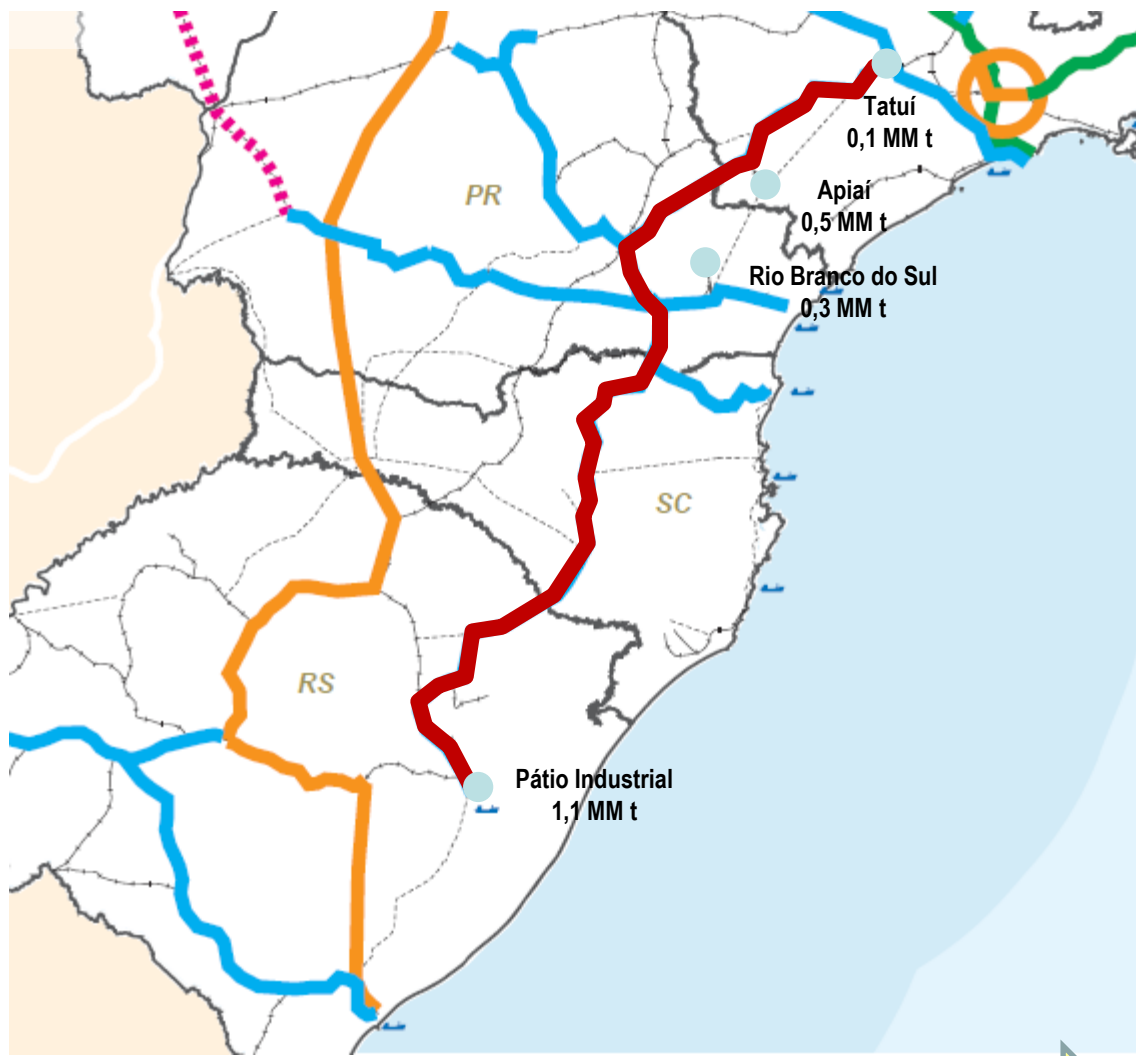 Tatuí
0,1 MM t
PR
Apiaí
0,5 MM t
Rio Branco do Sul
0,3 MM t
SC
RS
Pátio Industrial
1,1 MM t